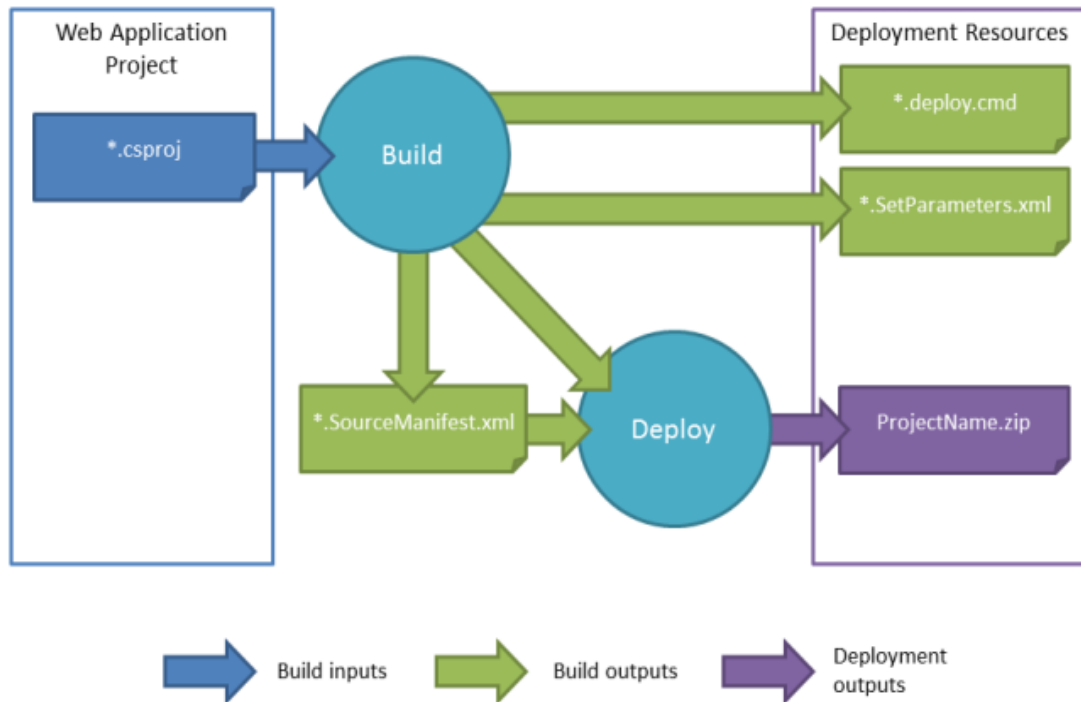 Web Application
Project
*.csproj
Build
Deployment Resources
*.deploy.cmd
*.SetParameters.xml
*.SourceManifest.xml
Deploy
ProjectName.zip
Build inputs
Build outputs
Deployment
outputs